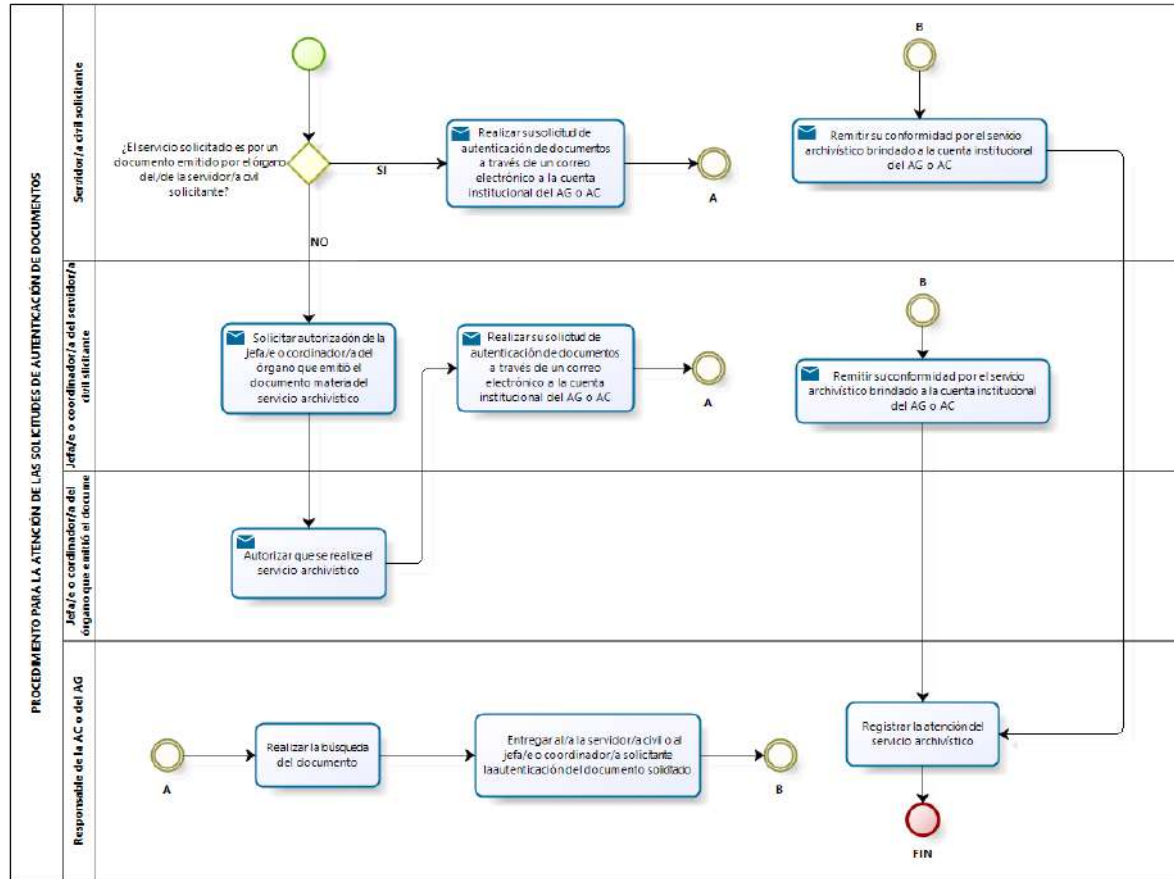 PROCEDIMIENTO PARA LA ATENCIÓN DE LAS SOLICITUDES DE AUTENTICACIÓN DE DOCUMENTOS
Servidor/a civil solicitante
¿El servicio solicitado es por un
documento emitido por el órgano
del/de la servidor/a civil
solicitante?
SI
NO
Realizar su solicitud de
autenticación de documentos
a través de un correo
electrónico a la cuenta
institucional del AG o AC
A
B
Remitir su conformidad por el servicio
archivístico brindado a la cuenta institucional
del AG o AC
Jefa/e o coordinador/a del servidor/a
civil slicitante
Solicitar autorización de la
jefa/e o cordinador/a del
órgano que emitió el
documento materia del
servicio archivístico
Realizar su solicitud de
autenticación de documentos
a través de un correo
electrónico a la cuenta
institucional del AG o AC
A
B
Remitir su conformidad por el servicio
archivístico brindado a la cuenta institucional
del AG o AC
Jefa/e o cordinador/a del
órgano que emitió el docume
Autorizar que se realice el
servicio archivístico
Responsable de la AC o del AG
A
Realizar la búsqueda
del documento
Entregar al/a la servidor/a civil o al
jefa/e o coordinador/a solicitante
la autenticación del documento solicitado
B
Registrar la atención del
servicio archivístico
FIN